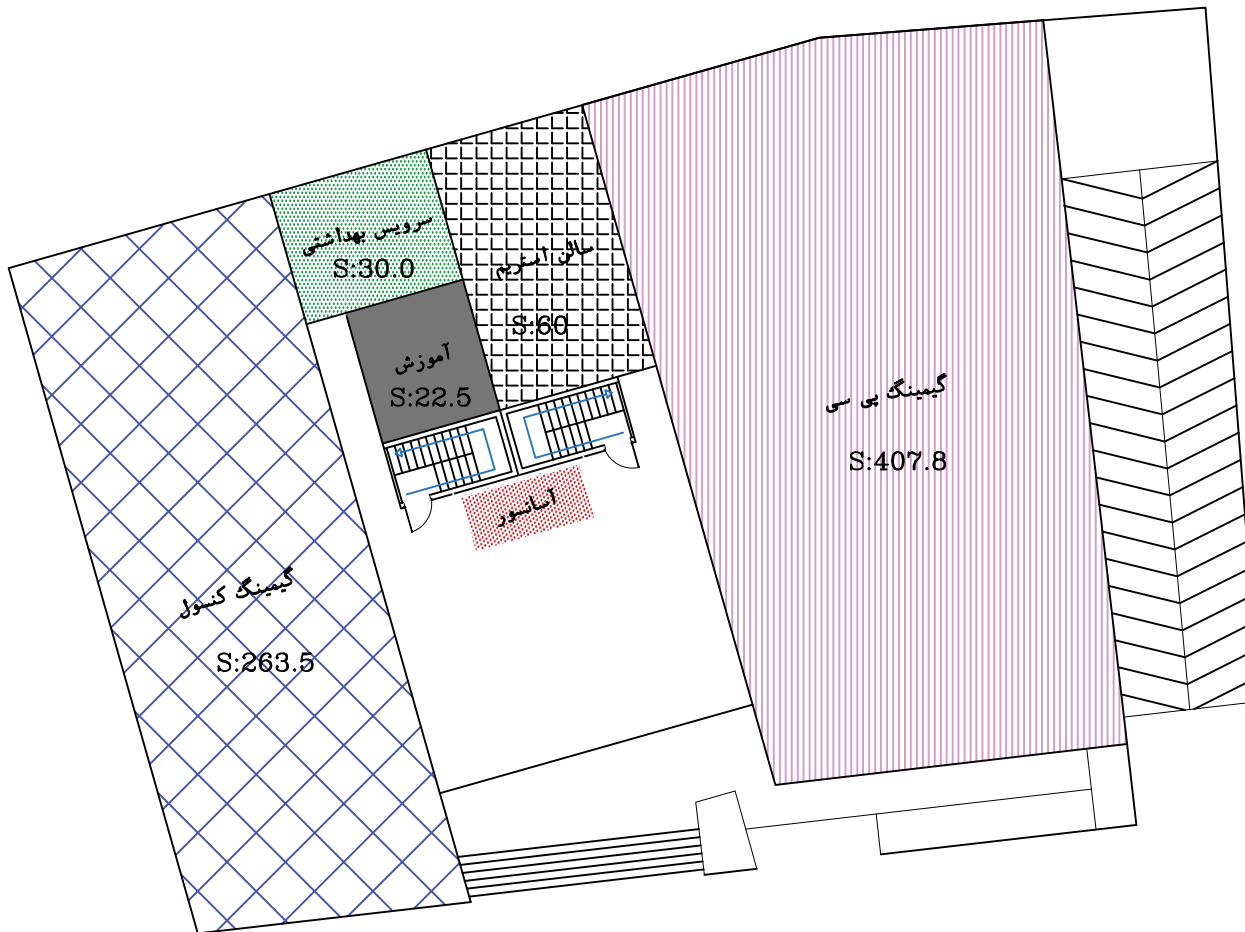 سرویس بهداشتی
S:30.0
سالن استریم
S:60
آموزش
S:22.5
گیمینگ پی سی
S:407.8
آسانسور
گیمینگ کنسول
S:263.5